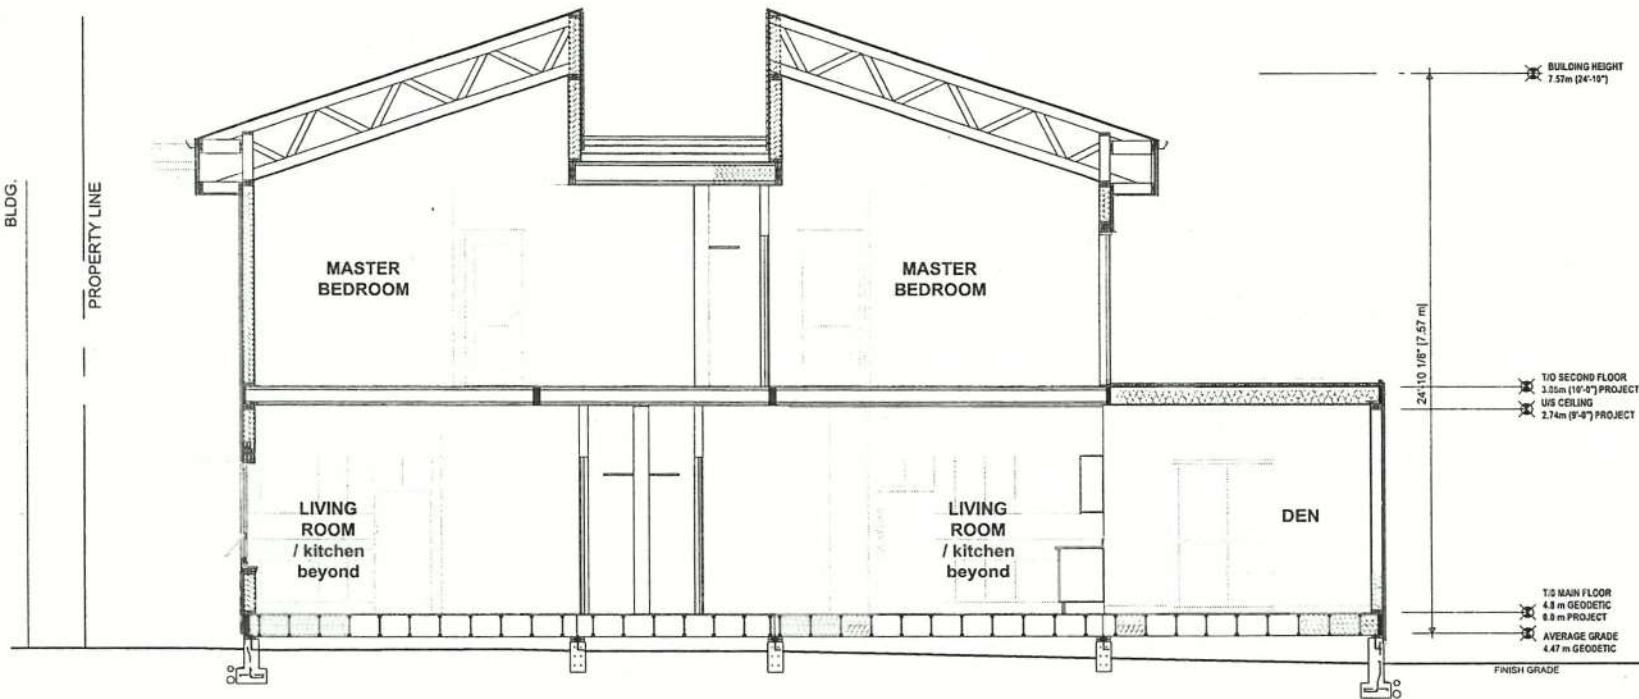 BLDG.
PROPERTY LINE
MASTER
BEDROOM
MASTER
BEDROOM
LIVING
ROOM
/ kitchen
beyond
LIVING
ROOM
/ kitchen
beyond
DEN
24'-10 1/8" [7.57 m]
BUILDING HEIGHT
7.57m (24'-10")
T/O SECOND FLOOR
3.05m (10'-0") PROJECT
U/S CEILING
2.74m (9'-0") PROJECT
T/O MAIN FLOOR
4.8 m GEODETIC
0.0 m PROJECT
AVERAGE GRADE
4.47 m GEODETIC
FINISH GRADE